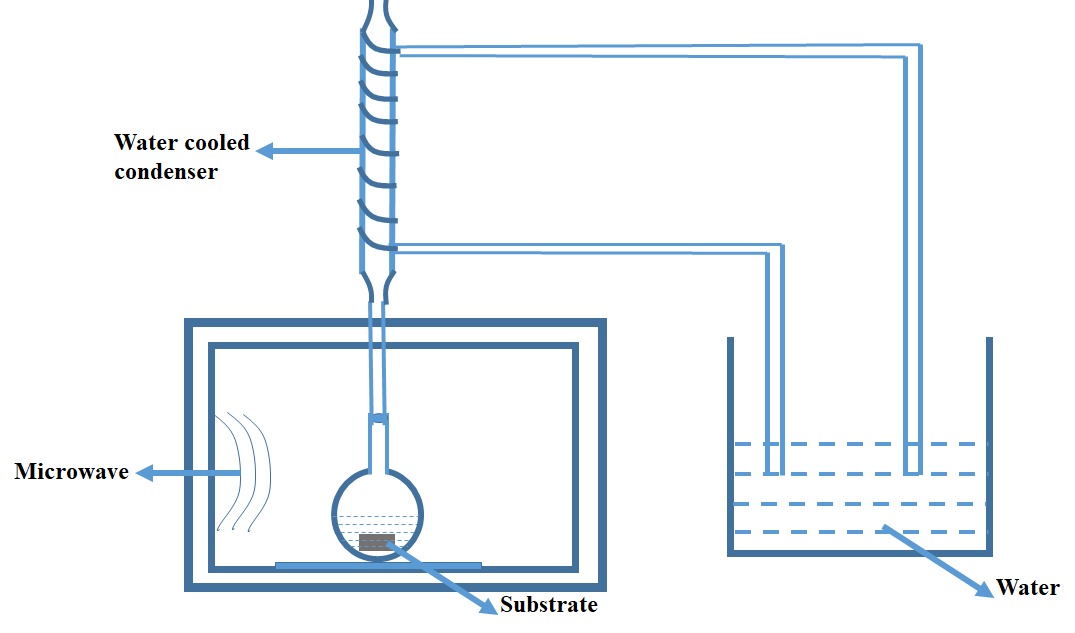 Water cooled
condenser
Microwave
Substrate
Water